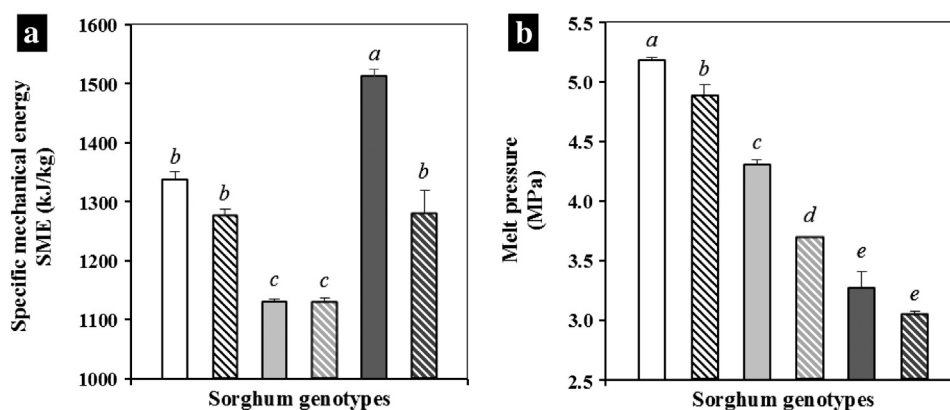 a
Specific mechanical energy
SME (kJ/kg)
1600
1500
1400
1300
1200
1100
1000
b
b
c
c
a
b
Sorghum genotypes
b
Melt pressure
(MPa)
5.5
5.0
4.5
4.0
3.5
3.0
2.5
a
b
c
d
e
e
Sorghum genotypes